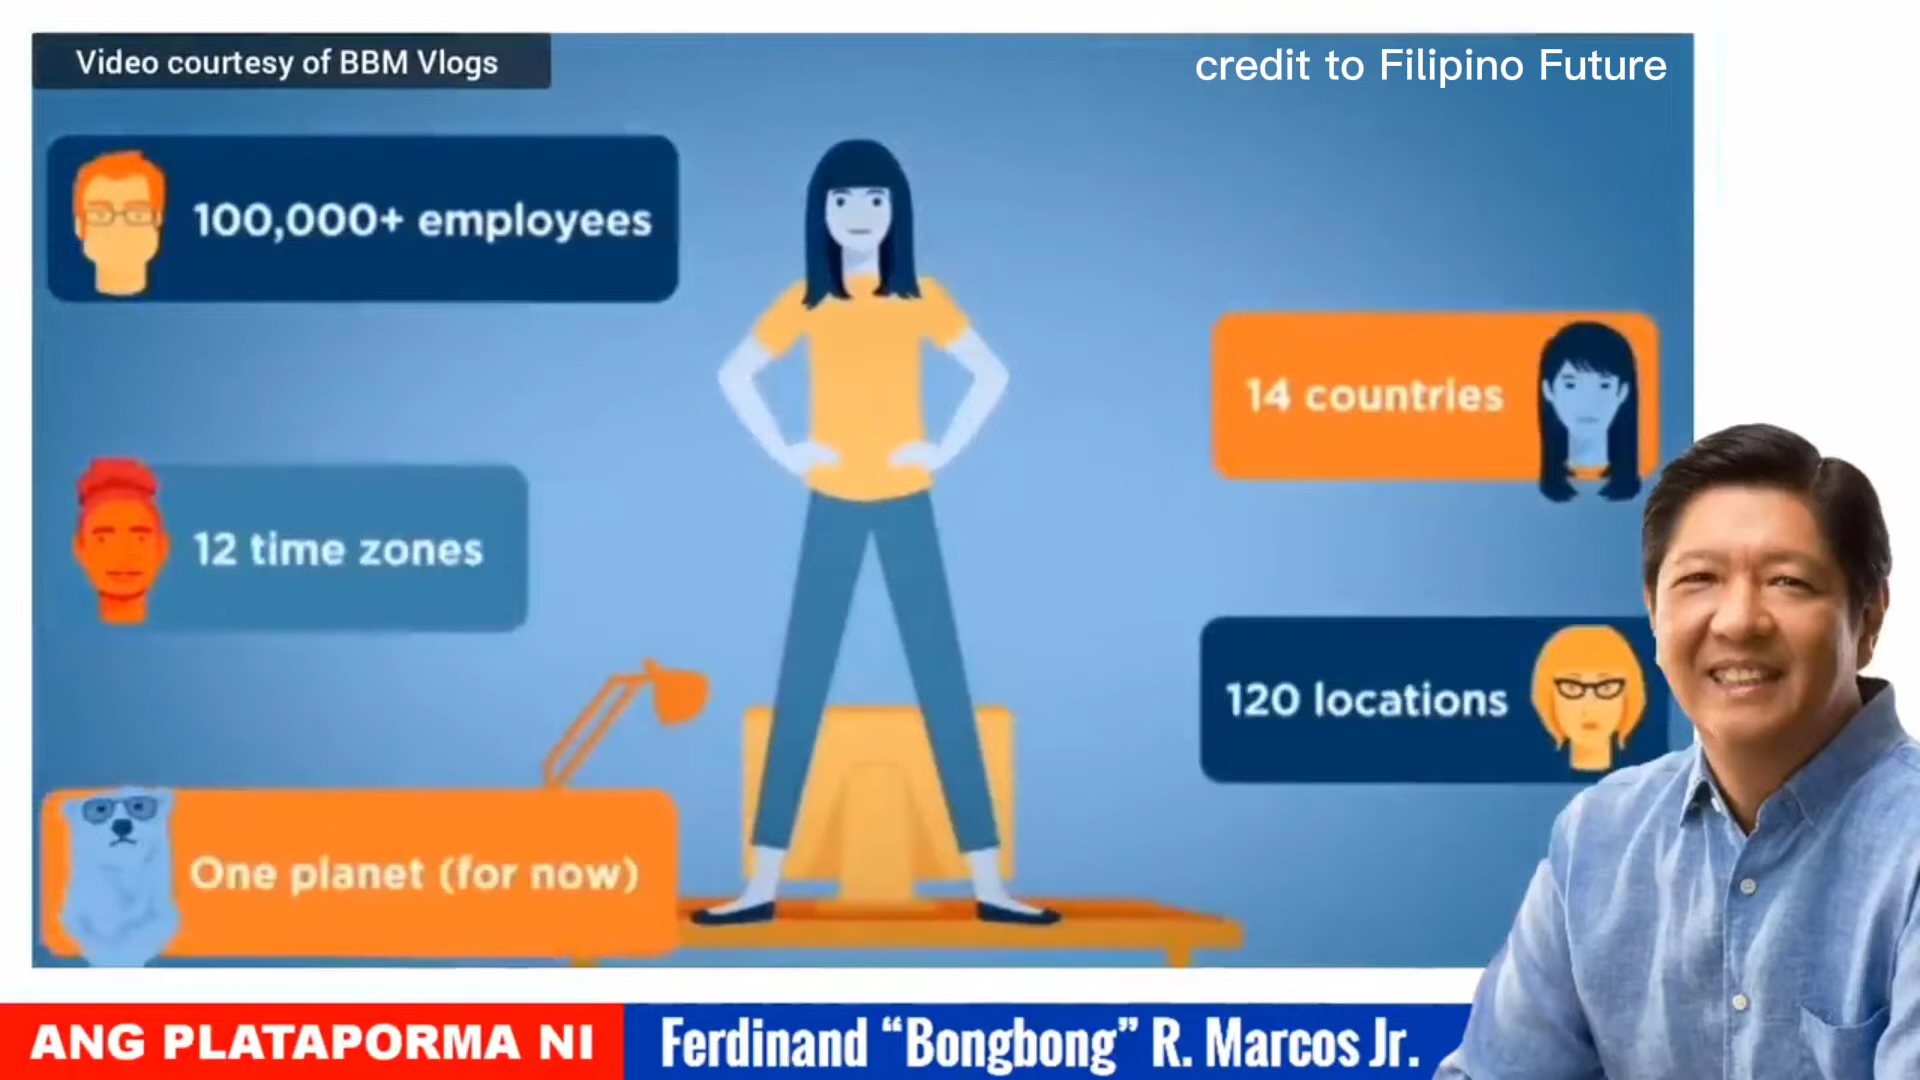 Video courtesy of BBM Vlogs
credit to Filipino Future
100,000+ employees
14 countries
12 time zones
120 locations
One planet (for now)
ANG PLATAPORMA NI
Ferdinand “Bongbong” R. Marcos Jr.